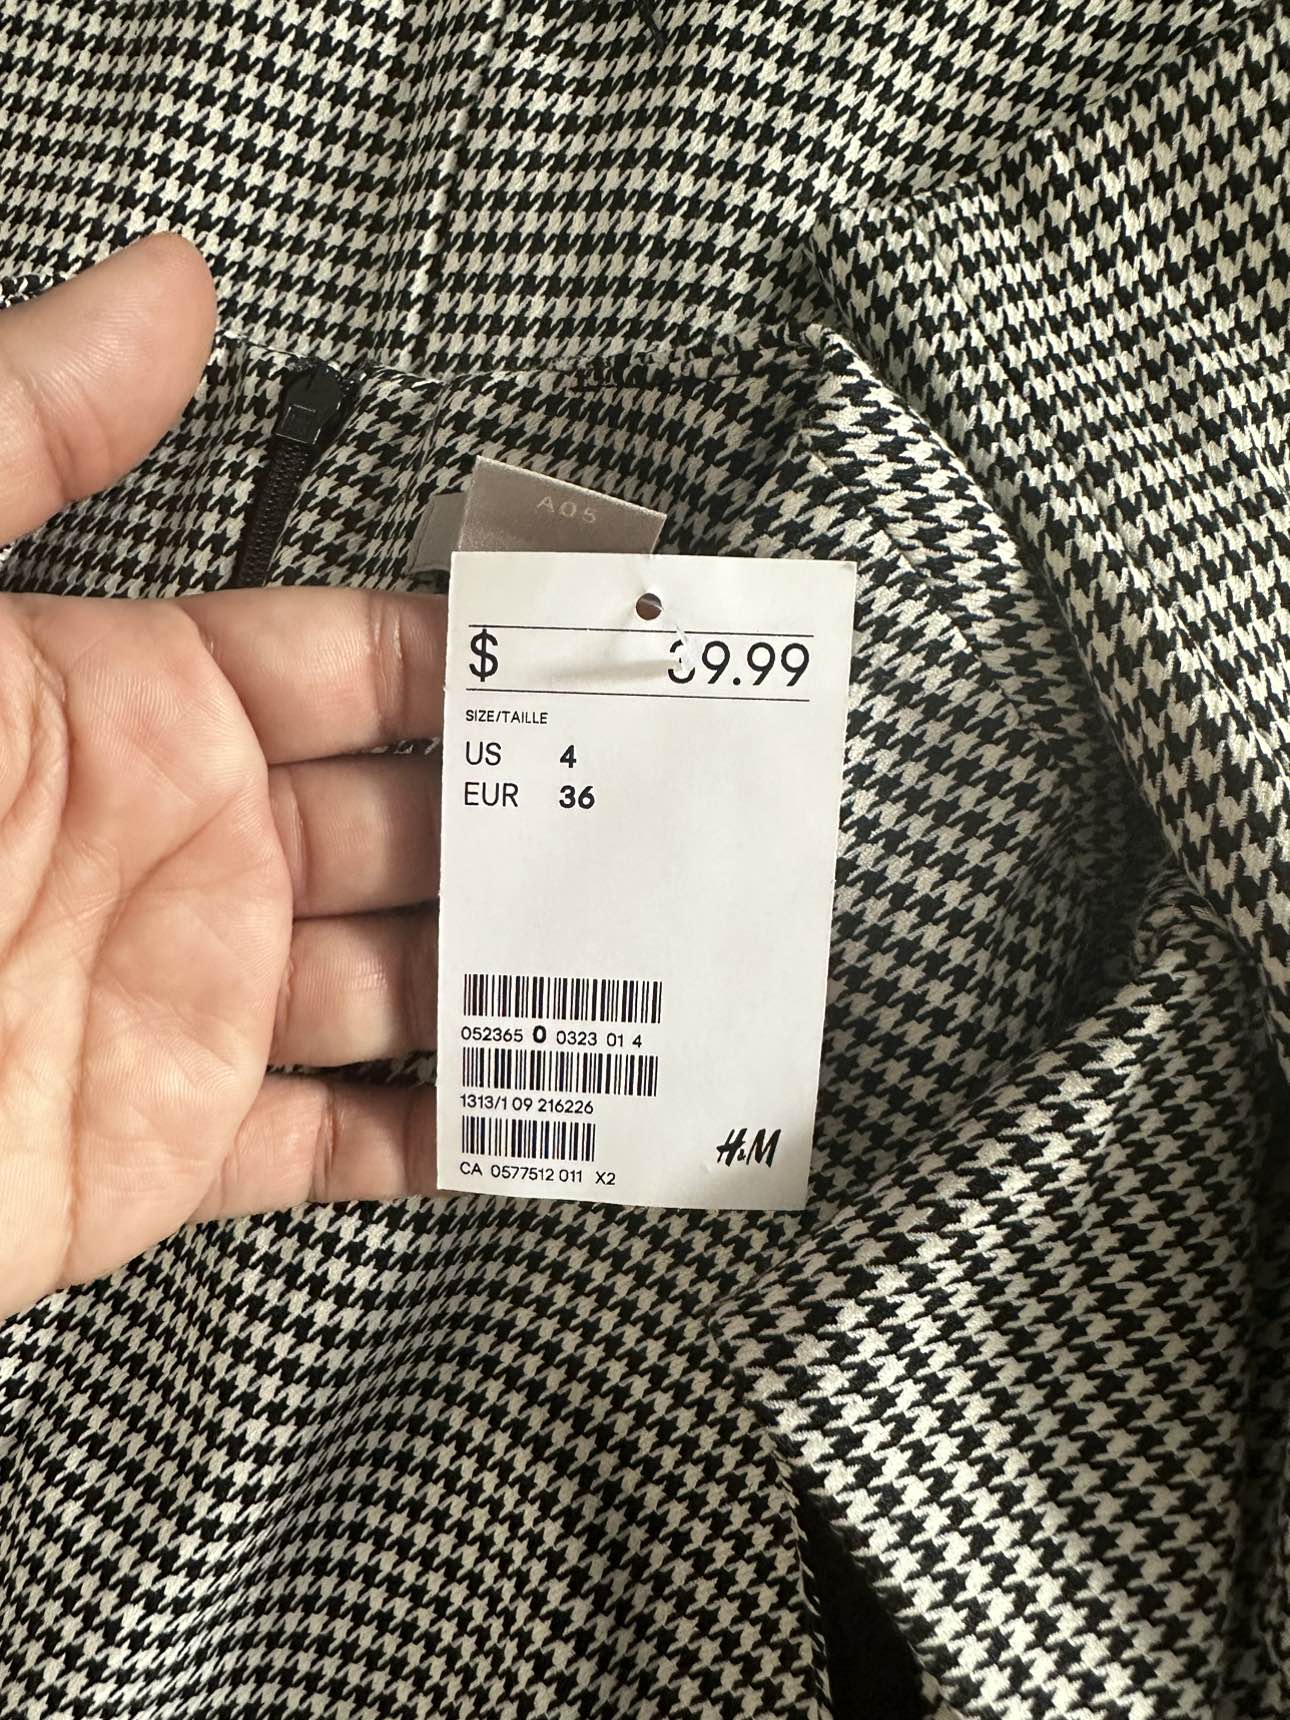 A05
$ 39.99
SIZE/TAILLE
US 4
EUR 36
052365 0 0323 01 4
1313/1 09 216226
CA 0577512 011 X2
H&M